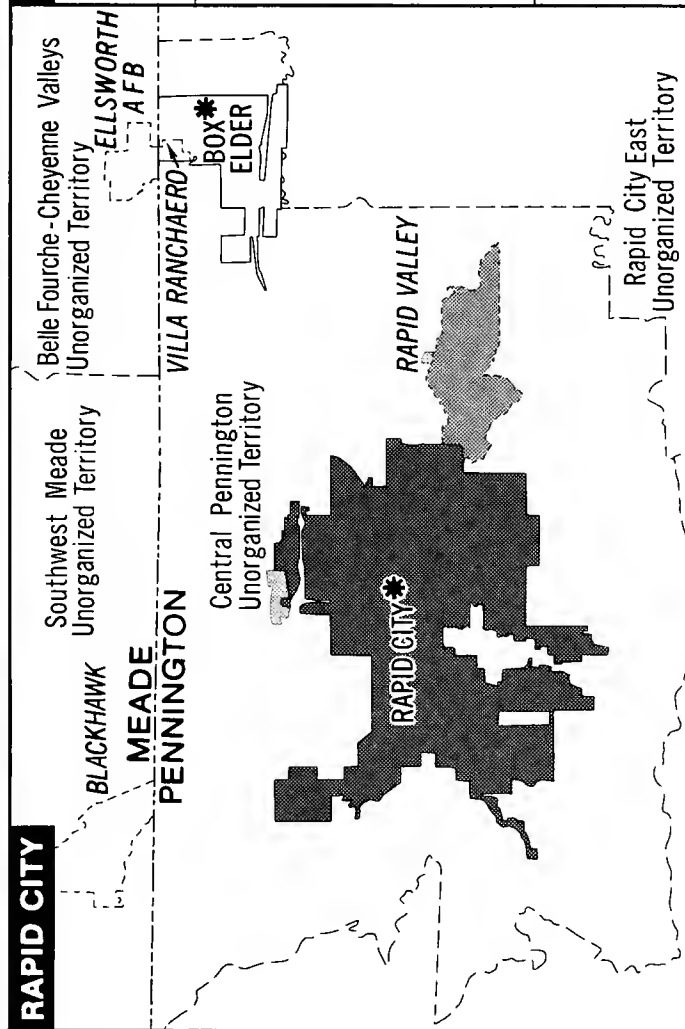 RAPID CITY
BLACKHAWK
Southwest Meade
Unorganized Territory
Belle Fourche-Cheyenne Valleys
Unorganized Territory
ELLSWORTH
AFB
MEADE
PENNINGTON
VILLA RANCHAERO
BOX
ELDER
Central Pennington
Unorganized Territory
RAPID CITY
RAPID VALLEY
Rapid City East
Unorganized Territory